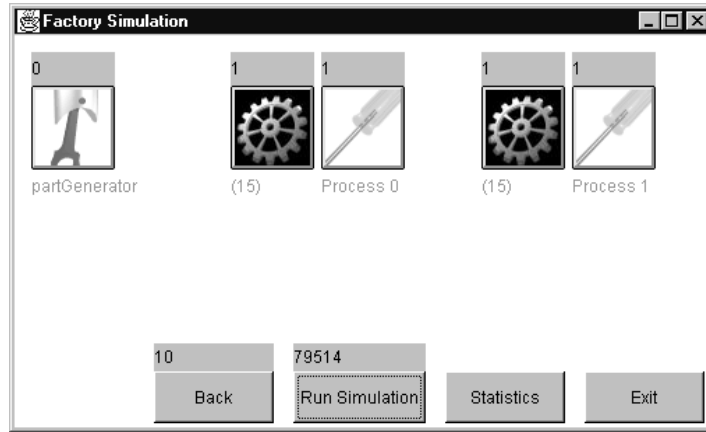 Factory Simulation
0 1 1 1 1
partGenerator (15) Process 0 (15) Process 1
10 79514
Back Run Simulation Statistics Exit